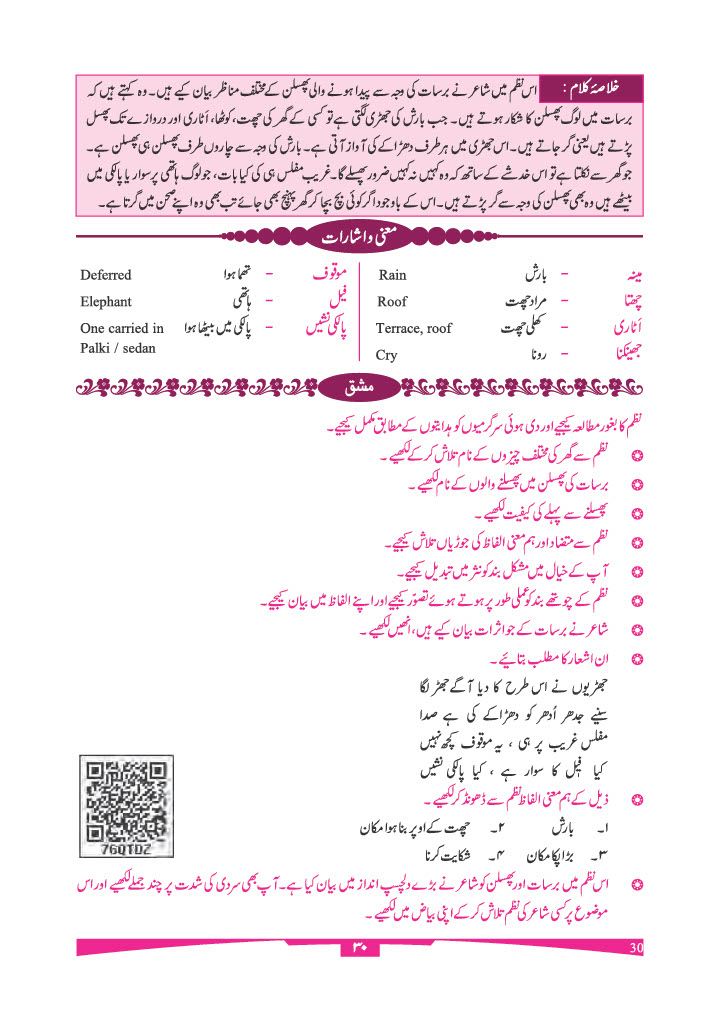 خلاصۂ کلام : اس نظم میں شاعر نے برسات کی وجہ سے پیدا ہونے والی پھسلن کے مختلف مناظر بیان کیے ہیں۔ وہ کہتے ہیں کہ
برسات میں لوگ پھسلن کا شکار ہوتے ہیں۔ جب بارش کی جھڑی لگتی ہے تو کسی کے گھر کی چھت، کوٹھا، اَٹاری اور دروازے تک پھسل
پڑتے ہیں یعنی گر جاتے ہیں۔ اس جھڑی میں ہر طرف دھڑاکے کی آواز آتی ہے۔ بارش کی وجہ سے چاروں طرف پھسلن ہی پھسلن ہے۔
جو گھر سے نکلتا ہے تو اس خدشے کے ساتھ کہ وہ کہیں نہ کہیں ضرور پھسلے گا۔ غریب مفلس ہی کی کیا بات، جو لوگ ہاتھی پر سوار یا پالکی میں
بیٹھے ہیں وہ بھی پھسلن کی وجہ سے گر پڑتے ہیں۔ اس کے باوجود اگر کوئی بچ بچا کر گھر پہنچ بھی جائے تب بھی وہ اپنے صحن میں گرتا ہے۔
معنی و اشارات
مینہ - بارش Rain
چھتا - مراد چھت Roof
اَٹاری - کھلی چھت Terrace, roof
جھینکنا - رونا Cry
موقوف - تھما ہوا Deferred
فیل - ہاتھی Elephant
پالکی نشیں - پالکی میں بیٹھا ہوا One carried in
Palki / sedan
مشق
نظم کا بغور مطالعہ کیجیے اور دی ہوئی سرگرمیوں کو ہدایتوں کے مطابق مکمل کیجیے۔
نظم سے گھر کی مختلف چیزوں کے نام تلاش کر کے لکھیے۔
برسات کی پھسلن میں پھسلنے والوں کے نام لکھیے۔
پھسلنے سے پہلے کی کیفیت لکھیے۔
نظم سے متضاد اور ہم معنی الفاظ کی جوڑیاں تلاش کیجیے۔
آپ کے خیال میں مشکل بند کو نثر میں تبدیل کیجیے۔
نظم کے چوتھے بند کو عملی طور پر ہوتے ہوئے تصوّر کیجیے اور اپنے الفاظ میں بیان کیجیے۔
شاعر نے برسات کے جو اثرات بیان کیے ہیں، انھیں لکھیے۔
ان اشعار کا مطلب بتائیے۔
جھڑیوں نے اس طرح کا دیا آگے جھڑ لگا
سنیے جدھر اُدھر کو دھڑاکے کی ہے صدا
مفلس غریب پر ہی ، یہ موقوف کچھ نہیں
کیا فیل کا سوار ہے ، کیا پالکی نشیں
ذیل کے ہم معنی الفاظ نظم سے ڈھونڈ کر لکھیے۔
۱۔ بارش ۲۔ چھت کے اوپر بنا ہوا مکان
۳۔ بڑا پکا مکان ۴۔ شکایت کرنا
76QTDZ
اس نظم میں برسات اور پھسلن کو شاعر نے بڑے دلچسپ انداز میں بیان کیا ہے۔ آپ بھی سردی کی شدت پر چند جملے لکھیے اور اس
موضوع پر کسی شاعر کی نظم تلاش کر کے اپنی بیاض میں لکھیے۔
۳۰
30